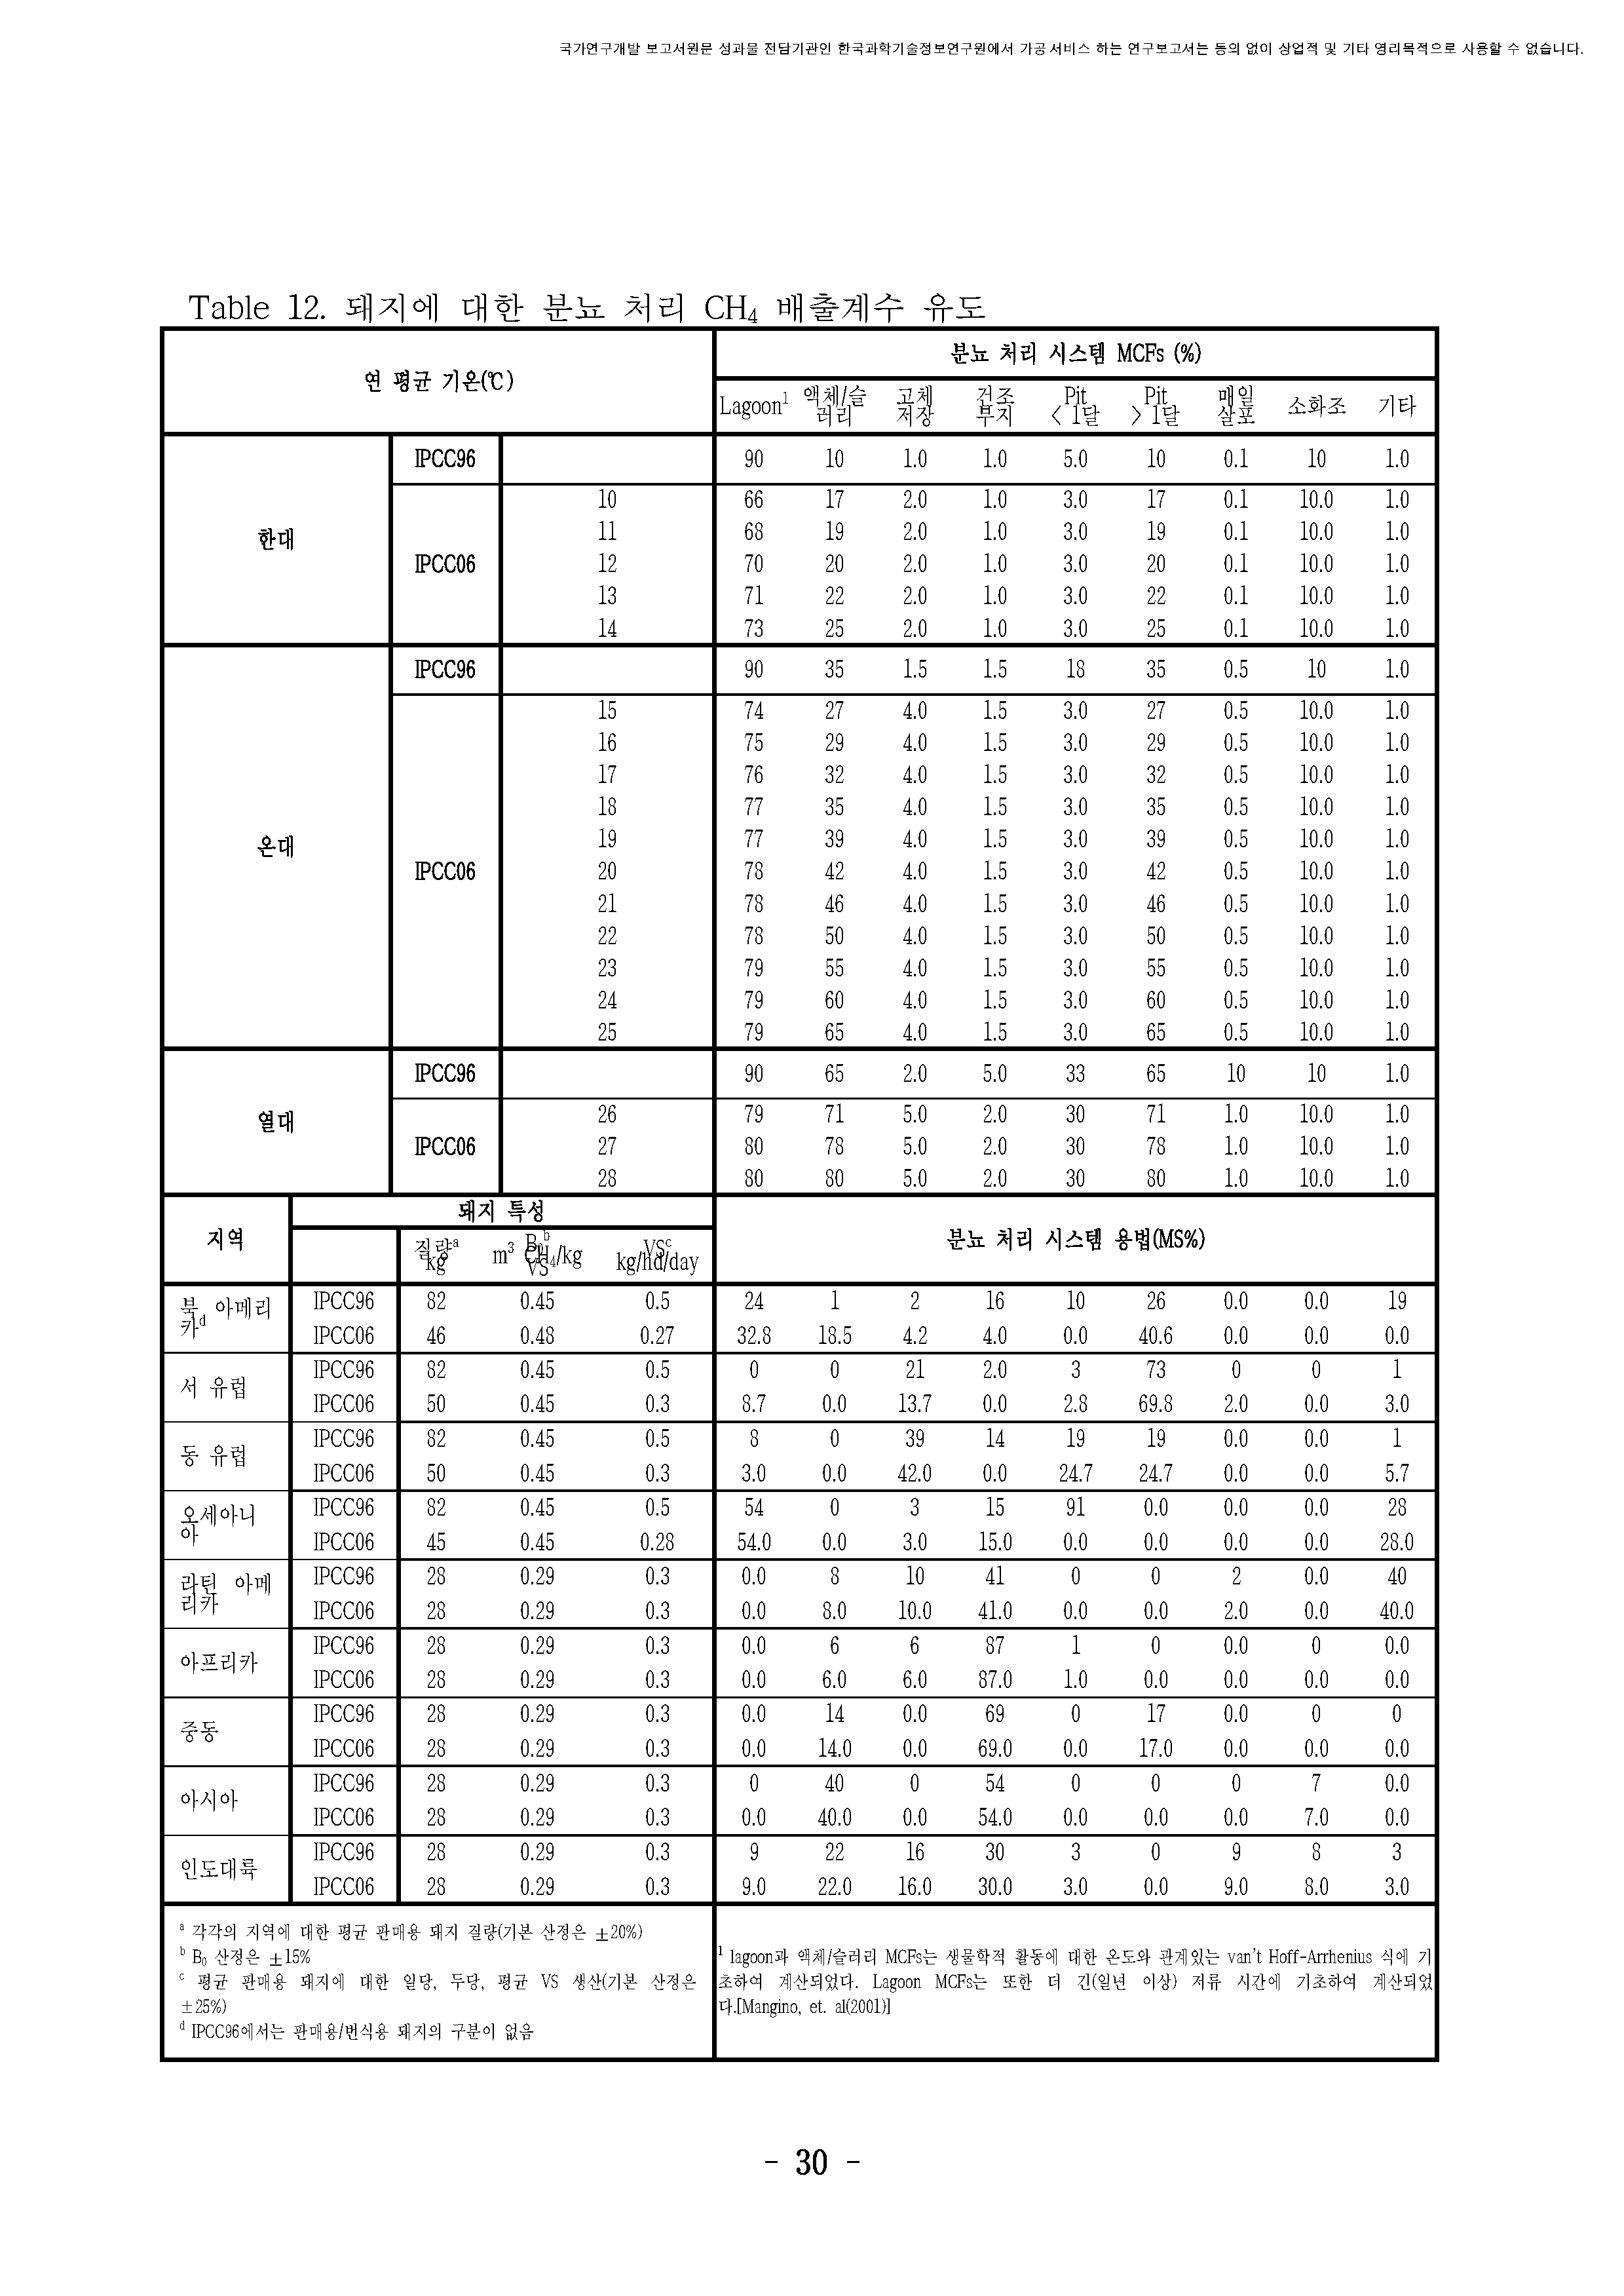 국가연구개발 보고서원문 성과물 전담기관인 한국과학기술정보연구원에서 가공·서비스 하는 연구보고서는 동의 없이 상업적 및 기타 영리목적으로 사용할 수 없습니다.
Table 12. 돼지에 대한 분뇨 처리 CH4 배출계수 유도
연 평균 기온(℃) 분뇨 처리 시스템 MCFs (%)
Lagoon1 액체/슬러리 고체 저장 건조 부지 Pit < 1달 Pit > 1달 매일 살포 소화조 기타
한대 IPCC96 90 10 1.0 1.0 5.0 10 0.1 10 1.0
IPCC06 10 66 17 2.0 1.0 3.0 17 0.1 10.0 1.0
11 68 19 2.0 1.0 3.0 19 0.1 10.0 1.0
12 70 20 2.0 1.0 3.0 20 0.1 10.0 1.0
13 71 22 2.0 1.0 3.0 22 0.1 10.0 1.0
14 73 25 2.0 1.0 3.0 25 0.1 10.0 1.0
온대 IPCC96 90 35 1.5 1.5 18 35 0.5 10 1.0
IPCC06 15 74 27 4.0 1.5 3.0 27 0.5 10.0 1.0
16 75 29 4.0 1.5 3.0 29 0.5 10.0 1.0
17 76 32 4.0 1.5 3.0 32 0.5 10.0 1.0
18 77 35 4.0 1.5 3.0 35 0.5 10.0 1.0
19 77 39 4.0 1.5 3.0 39 0.5 10.0 1.0
20 78 42 4.0 1.5 3.0 42 0.5 10.0 1.0
21 78 46 4.0 1.5 3.0 46 0.5 10.0 1.0
22 78 50 4.0 1.5 3.0 50 0.5 10.0 1.0
23 79 55 4.0 1.5 3.0 55 0.5 10.0 1.0
24 79 60 4.0 1.5 3.0 60 0.5 10.0 1.0
25 79 65 4.0 1.5 3.0 65 0.5 10.0 1.0
열대 IPCC96 90 65 2.0 5.0 33 65 10 10 1.0
IPCC06 26 79 71 5.0 2.0 30 71 1.0 10.0 1.0
27 80 78 5.0 2.0 30 78 1.0 10.0 1.0
28 80 80 5.0 2.0 30 80 1.0 10.0 1.0
지역 돼지 특성 분뇨 처리 시스템 용법(MS%)
질량a kg B0b m3 CH4/kg VS VSc kg/hd/day
북 아메리카d IPCC96 82 0.45 0.5 24 1 2 16 10 26 0.0 0.0 19
IPCC06 46 0.48 0.27 32.8 18.5 4.2 4.0 0.0 40.6 0.0 0.0 0.0
서 유럽 IPCC96 82 0.45 0.5 0 0 21 2.0 3 73 0 0 1
IPCC06 50 0.45 0.3 8.7 0.0 13.7 0.0 2.8 69.8 2.0 0.0 3.0
동 유럽 IPCC96 82 0.45 0.5 8 0 39 14 19 19 0.0 0.0 1
IPCC06 50 0.45 0.3 3.0 0.0 42.0 0.0 24.7 24.7 0.0 0.0 5.7
오세아니아 IPCC96 82 0.45 0.5 54 0 3 15 91 0.0 0.0 0.0 28
IPCC06 45 0.45 0.28 54.0 0.0 3.0 15.0 0.0 0.0 0.0 0.0 28.0
라틴 아메리카 IPCC96 28 0.29 0.3 0.0 8 10 41 0 0 2 0.0 40
IPCC06 28 0.29 0.3 0.0 8.0 10.0 41.0 0.0 0.0 2.0 0.0 40.0
아프리카 IPCC96 28 0.29 0.3 0.0 6 6 87 1 0 0.0 0 0.0
IPCC06 28 0.29 0.3 0.0 6.0 6.0 87.0 1.0 0.0 0.0 0.0 0.0
중동 IPCC96 28 0.29 0.3 0.0 14 0.0 69 0 17 0.0 0 0
IPCC06 28 0.29 0.3 0.0 14.0 0.0 69.0 0.0 17.0 0.0 0.0 0.0
아시아 IPCC96 28 0.29 0.3 0 40 0 54 0 0 0 7 0.0
IPCC06 28 0.29 0.3 0.0 40.0 0.0 54.0 0.0 0.0 0.0 7.0 0.0
인도대륙 IPCC96 28 0.29 0.3 9 22 16 30 3 0 9 8 3
IPCC06 28 0.29 0.3 9.0 22.0 16.0 30.0 3.0 0.0 9.0 8.0 3.0
a 각각의 지역에 대한 평균 판매용 돼지 질량(기본 산정은 ±20%)
b B0 산정은 ±15%
c 평균 판매용 돼지에 대한 일당, 두당, 평균 VS 생산(기본 산정은
±25%)
d IPCC96에서는 판매용/번식용 돼지의 구분이 없음
1 lagoon과 액체/슬러리 MCFs는 생물학적 활동에 대한 온도와 관계있는 van't Hoff-Arrhenius 식에 기
초하여 계산되었다. Lagoon MCFs는 또한 더 긴(일년 이상) 저류 시간에 기초하여 계산되었
다.[Mangino, et. al(2001)]
- 30 -